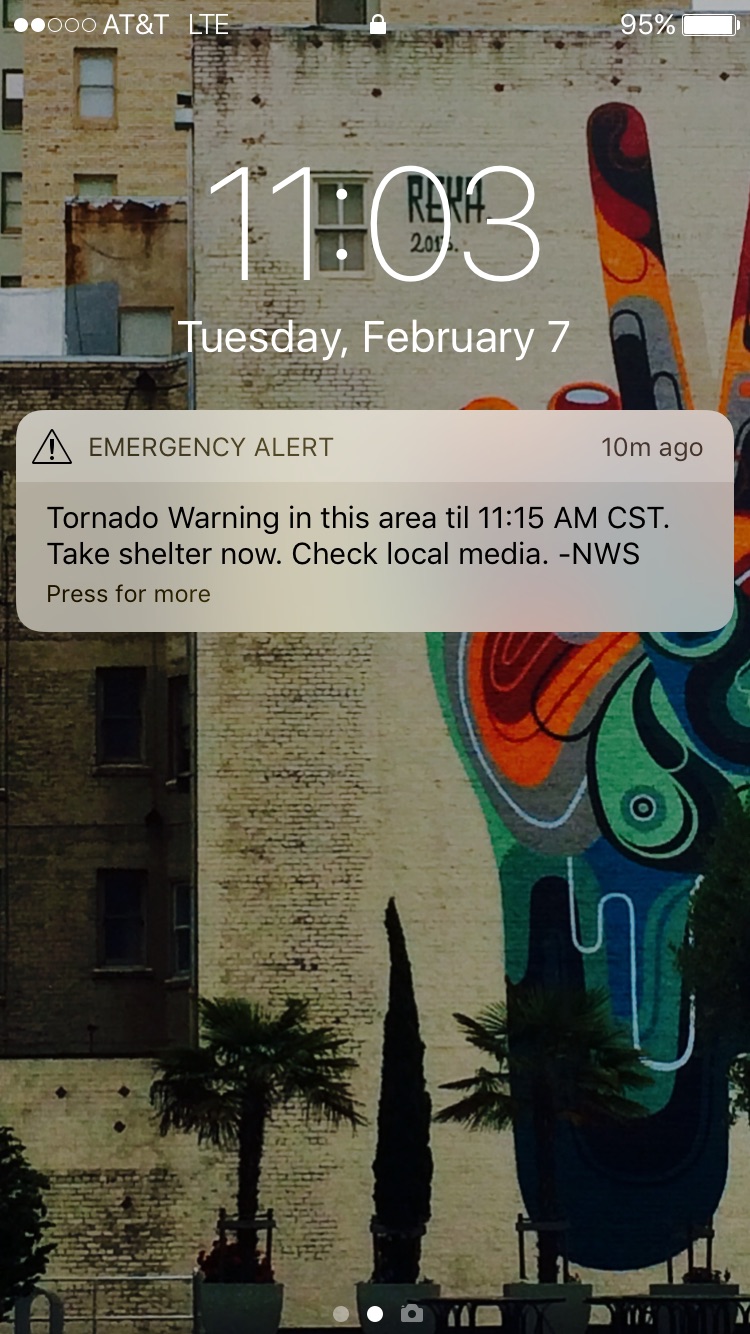 AT&T LTE 95%
11:03
REKA
2015.
Tuesday, February 7
EMERGENCY ALERT 10m ago
Tornado Warning in this area til 11:15 AM CST.
Take shelter now. Check local media. -NWS
Press for more